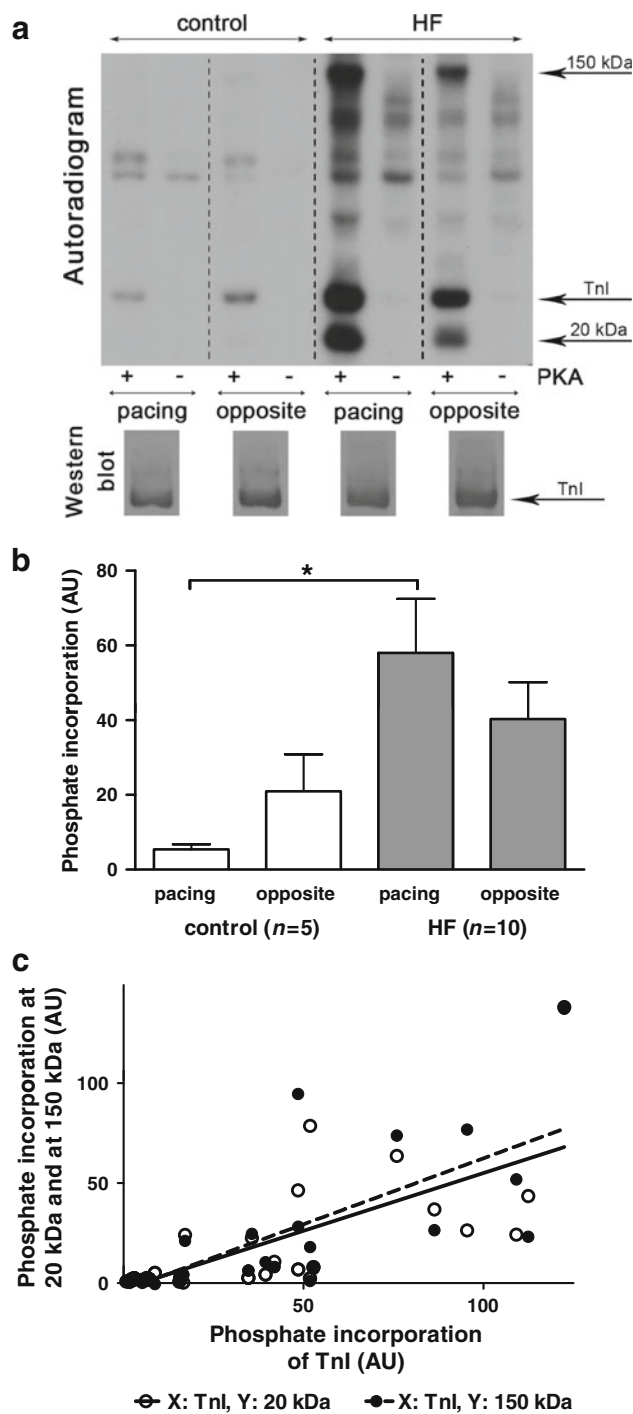 a
control HF
Autoradiogram
150 kDa
TnI
20 kDa
+ - + - + - + - PKA
pacing opposite pacing opposite
Western
blot
TnI
b
Phosphate incorporation (AU)
80
60
40
20
0
*
pacing opposite pacing opposite
control (n=5) HF (n=10)
c
Phosphate incorporation at
20 kDa and at 150 kDa (AU)
100
50
0
50 100
Phosphate incorporation
of TnI (AU)
X: TnI, Y: 20 kDa X: TnI, Y: 150 kDa